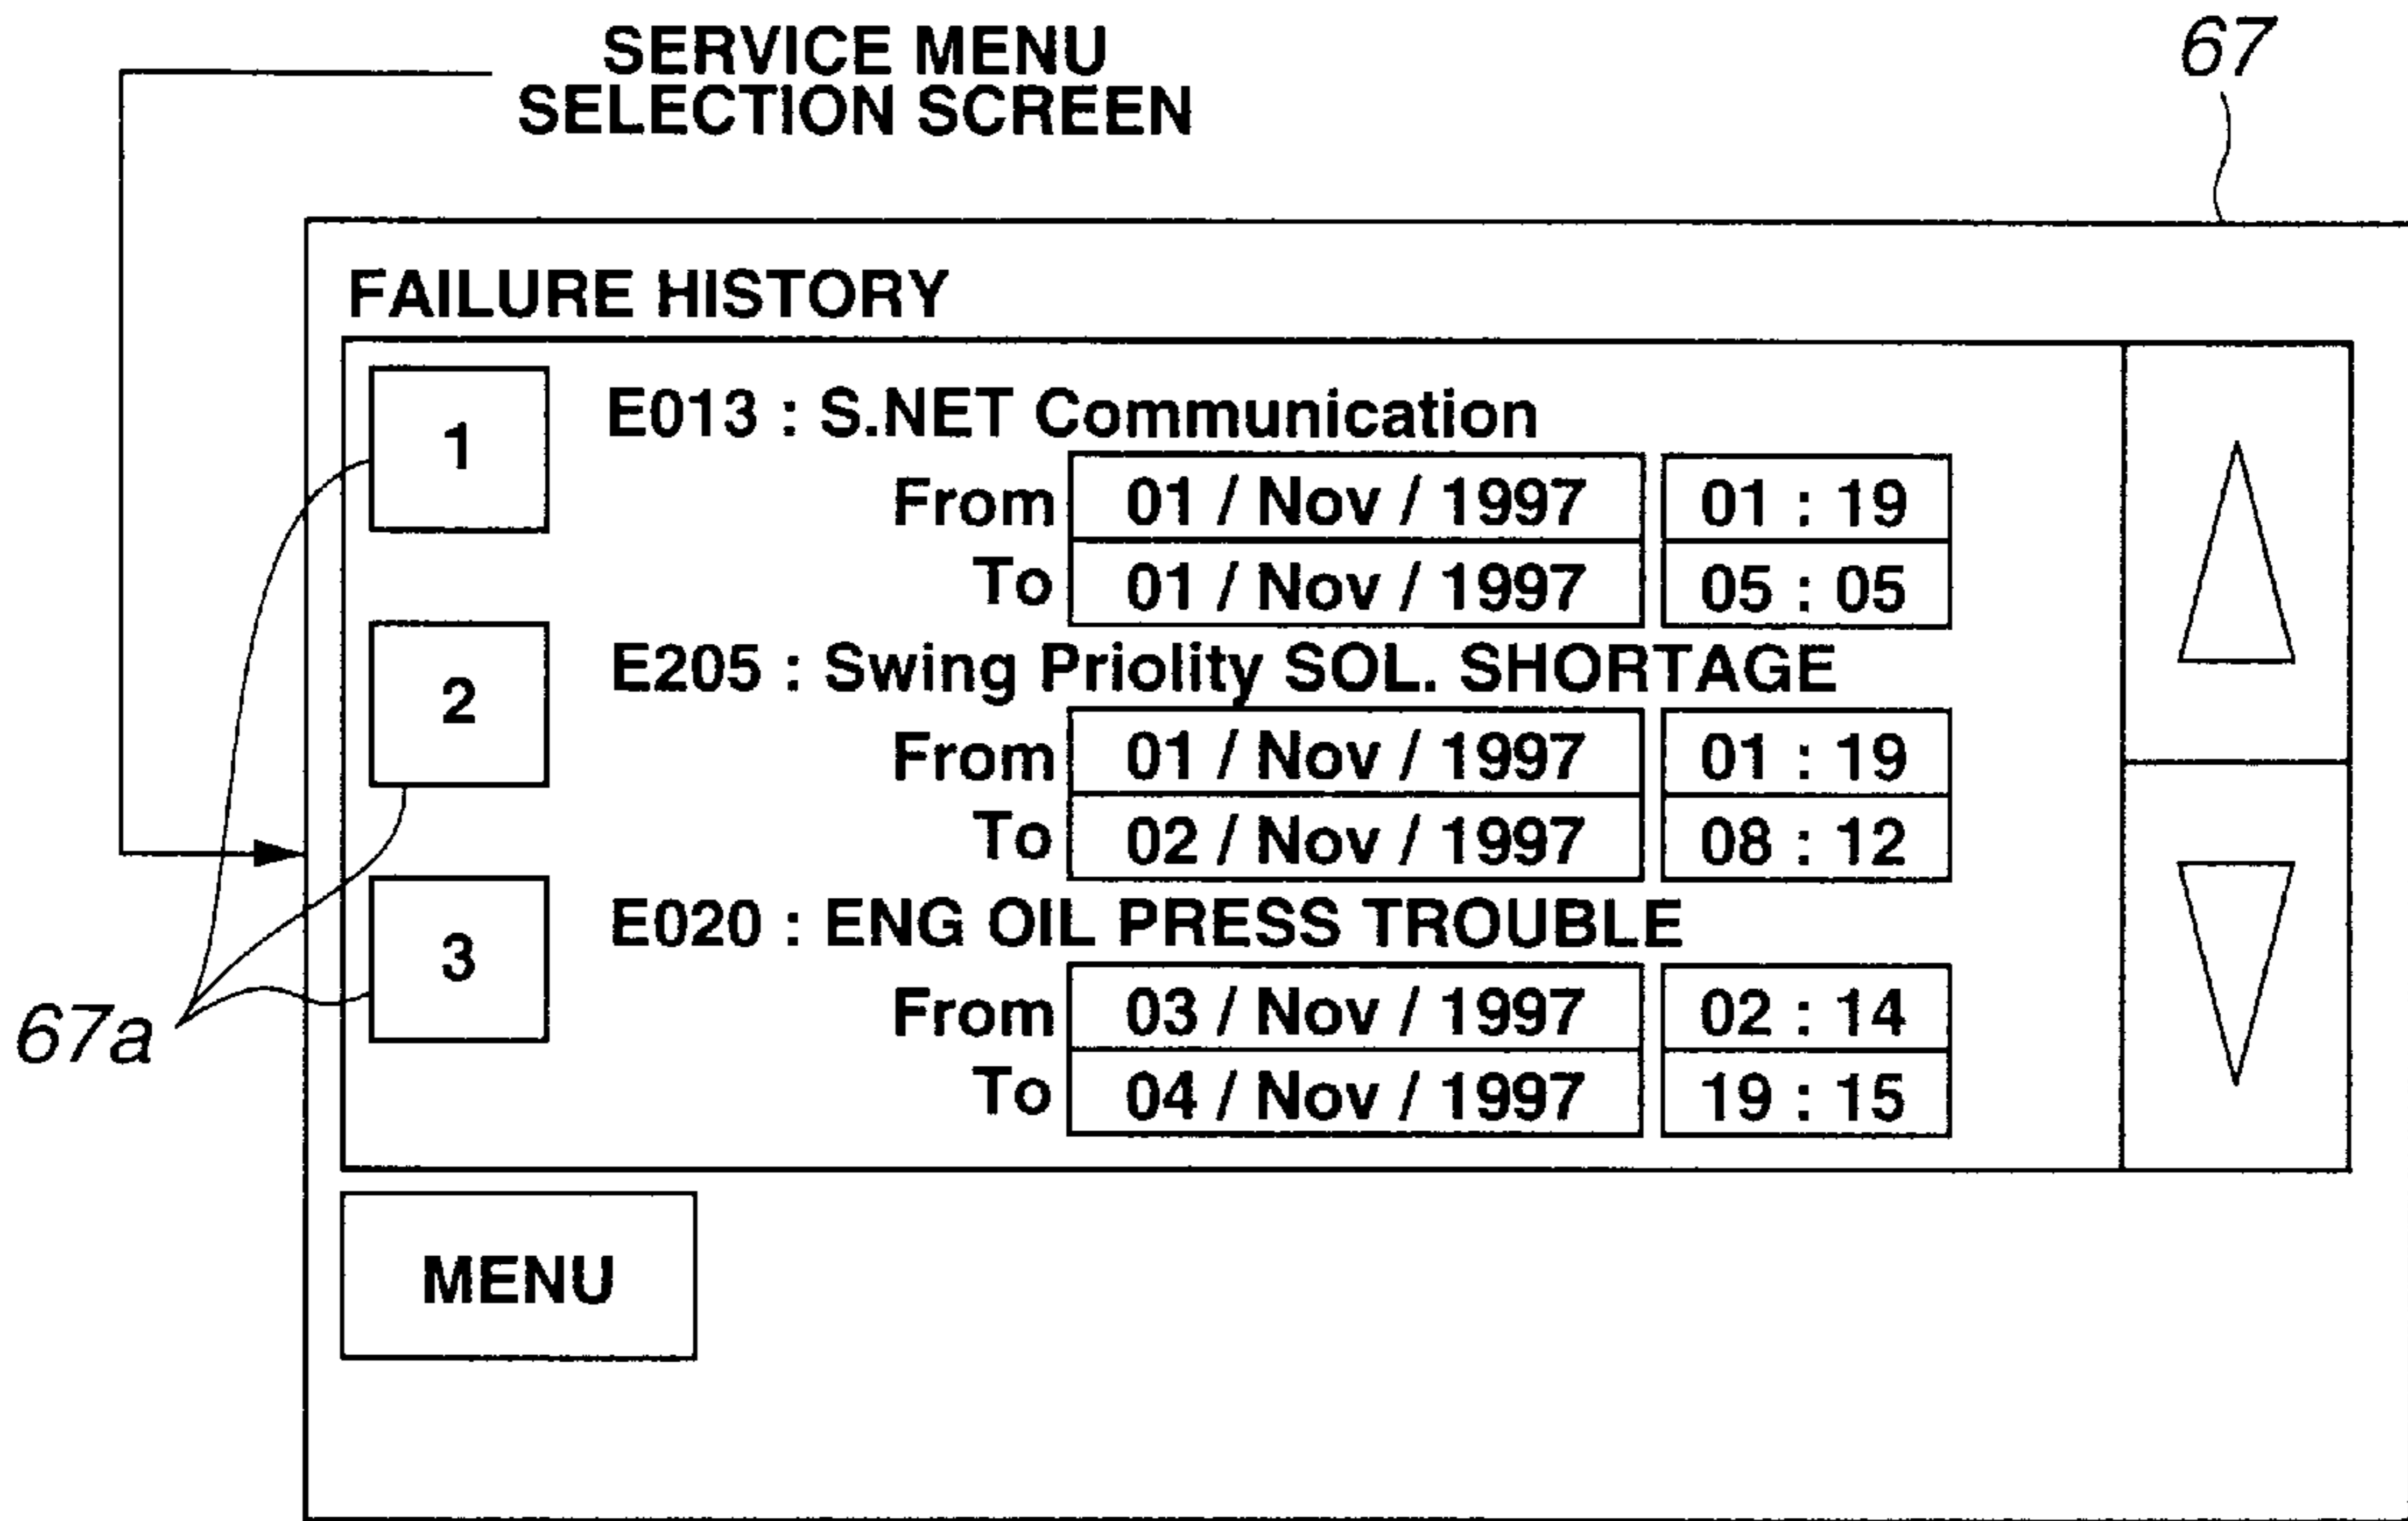 SERVICE MENU
SELECTION SCREEN
67
FAILURE HISTORY
1
E013 : S.NET Communication
From 01 / Nov / 1997 01 : 19
To 01 / Nov / 1997 05 : 05
2
E205 : Swing Priolity SOL. SHORTAGE
From 01 / Nov / 1997 01 : 19
To 02 / Nov / 1997 08 : 12
3
E020 : ENG OIL PRESS TROUBLE
From 03 / Nov / 1997 02 : 14
To 04 / Nov / 1997 19 : 15
67a
MENU